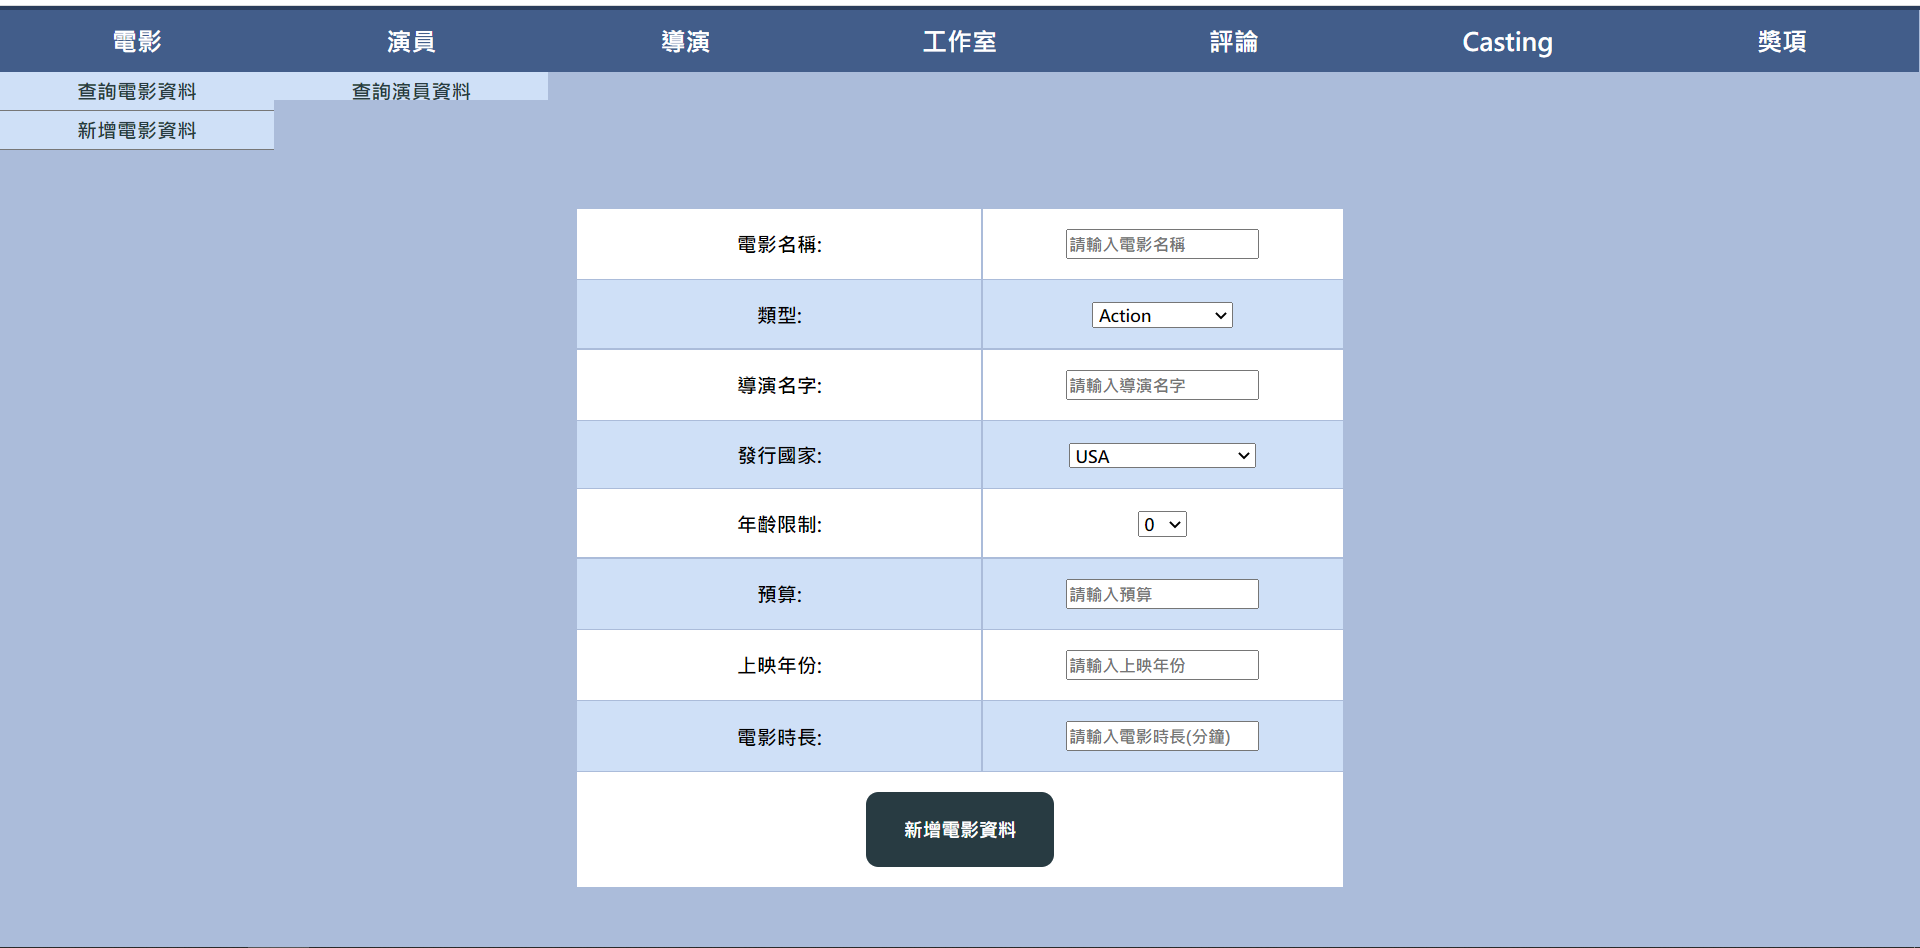 電影 演員 導演 工作室 評論 Casting 獎項
查詢電影資料 查詢演員資料
新增電影資料
電影名稱: 請輸入電影名稱
類型: Action
導演名字: 請輸入導演名字
發行國家: USA
年齡限制: 0
預算: 請輸入預算
上映年份: 請輸入上映年份
電影時長: 請輸入電影時長(分鐘)
新增電影資料